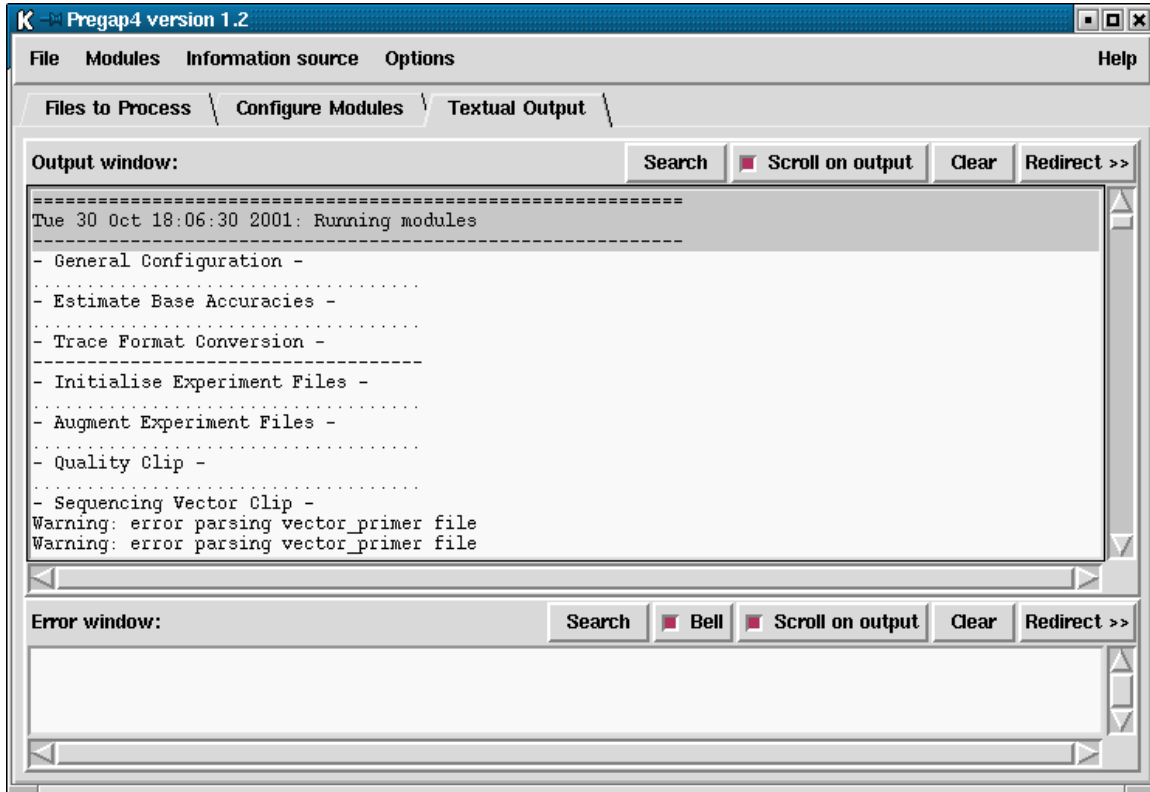 K Pregap4 version 1.2
File Modules Information source Options Help
Files to Process Configure Modules Textual Output
Output window: Search Scroll on output Clear Redirect >>
============================================================
Tue 30 Oct 18:06:30 2001: Running modules
------------------------------------------------------------
- General Configuration -
....................................
- Estimate Base Accuracies -
....................................
- Trace Format Conversion -
------------------------------------
- Initialise Experiment Files -
....................................
- Augment Experiment Files -
....................................
- Quality Clip -
....................................
- Sequencing Vector Clip -
Warning: error parsing vector_primer file
Warning: error parsing vector_primer file
Error window: Search Bell Scroll on output Clear Redirect >>